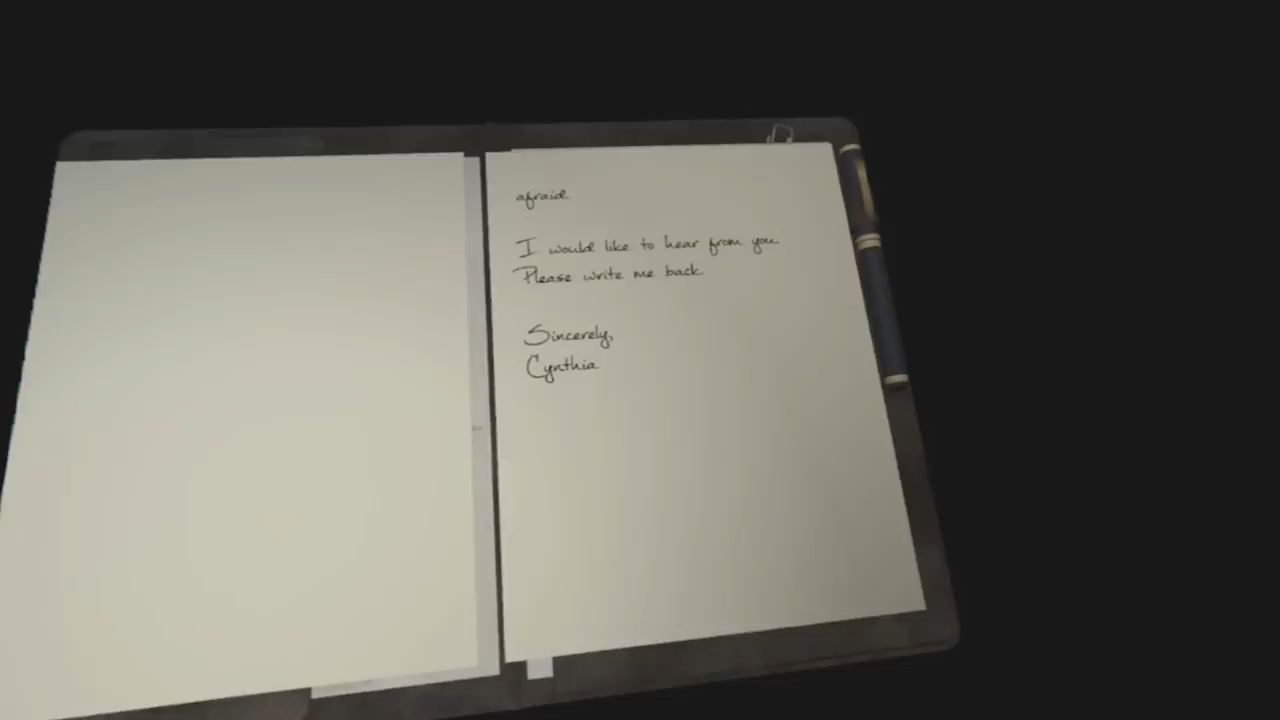 afraid.
I would like to hear from you.
Please write me back.
Sincerely,
Cynthia